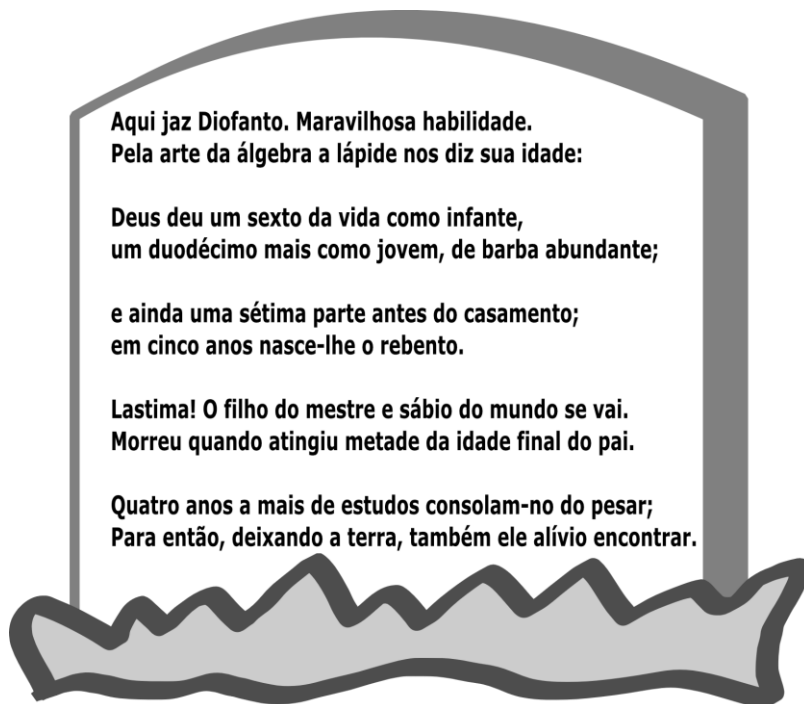 Aqui jaz Diofanto. Maravilhosa habilidade.
Pela arte da álgebra a lápide nos diz sua idade:
Deus deu um sexto da vida como infante,
um duodécimo mais como jovem, de barba abundante;
e ainda uma sétima parte antes do casamento;
em cinco anos nasce-lhe o rebento.
Lastima! O filho do mestre e sábio do mundo se vai.
Morreu quando atingiu metade da idade final do pai.
Quatro anos a mais de estudos consolam-no do pesar;
Para então, deixando a terra, também ele alívio encontrar.